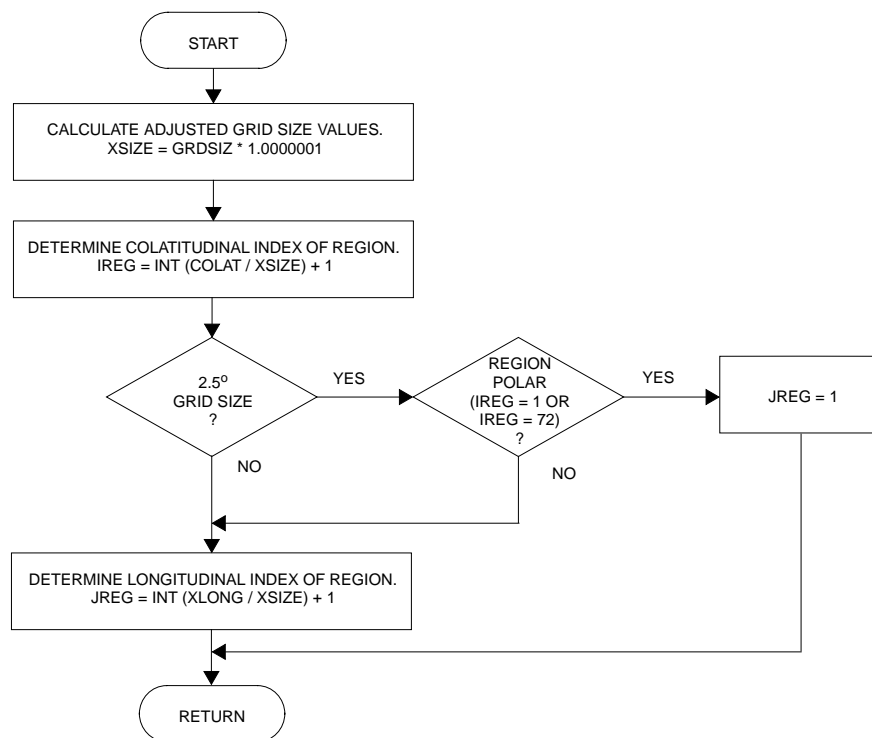 START
CALCULATE ADJUSTED GRID SIZE VALUES.
XSIZE = GRDSIZ * 1.0000001
DETERMINE COLATITUDINAL INDEX OF REGION.
IREG = INT (COLAT / XSIZE) + 1
2.5º
GRID SIZE
?
YES
NO
REGION
POLAR
(IREG = 1 OR
IREG = 72)
?
YES
NO
JREG = 1
DETERMINE LONGITUDINAL INDEX OF REGION.
JREG = INT (XLONG / XSIZE) + 1
RETURN